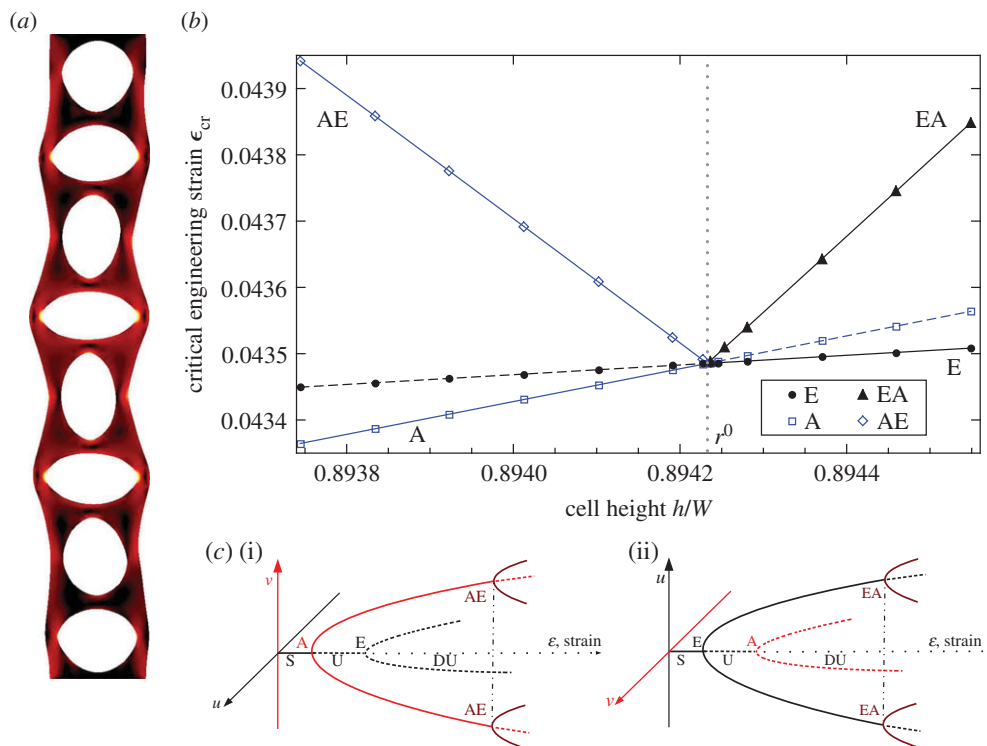 (a)
(b)
critical engineering strain ϵcr
0.0439
0.0438
0.0437
0.0436
0.0435
0.0434
AE
EA
A
E
r⁰
E EA
A AE
0.8938 0.8940 0.8942 0.8944
cell height h/W
(c) (i)
v
u
S
A
U
E
DU
AE
AE
ε, strain
(ii)
u
v
S
E
U
A
DU
EA
EA
ε, strain